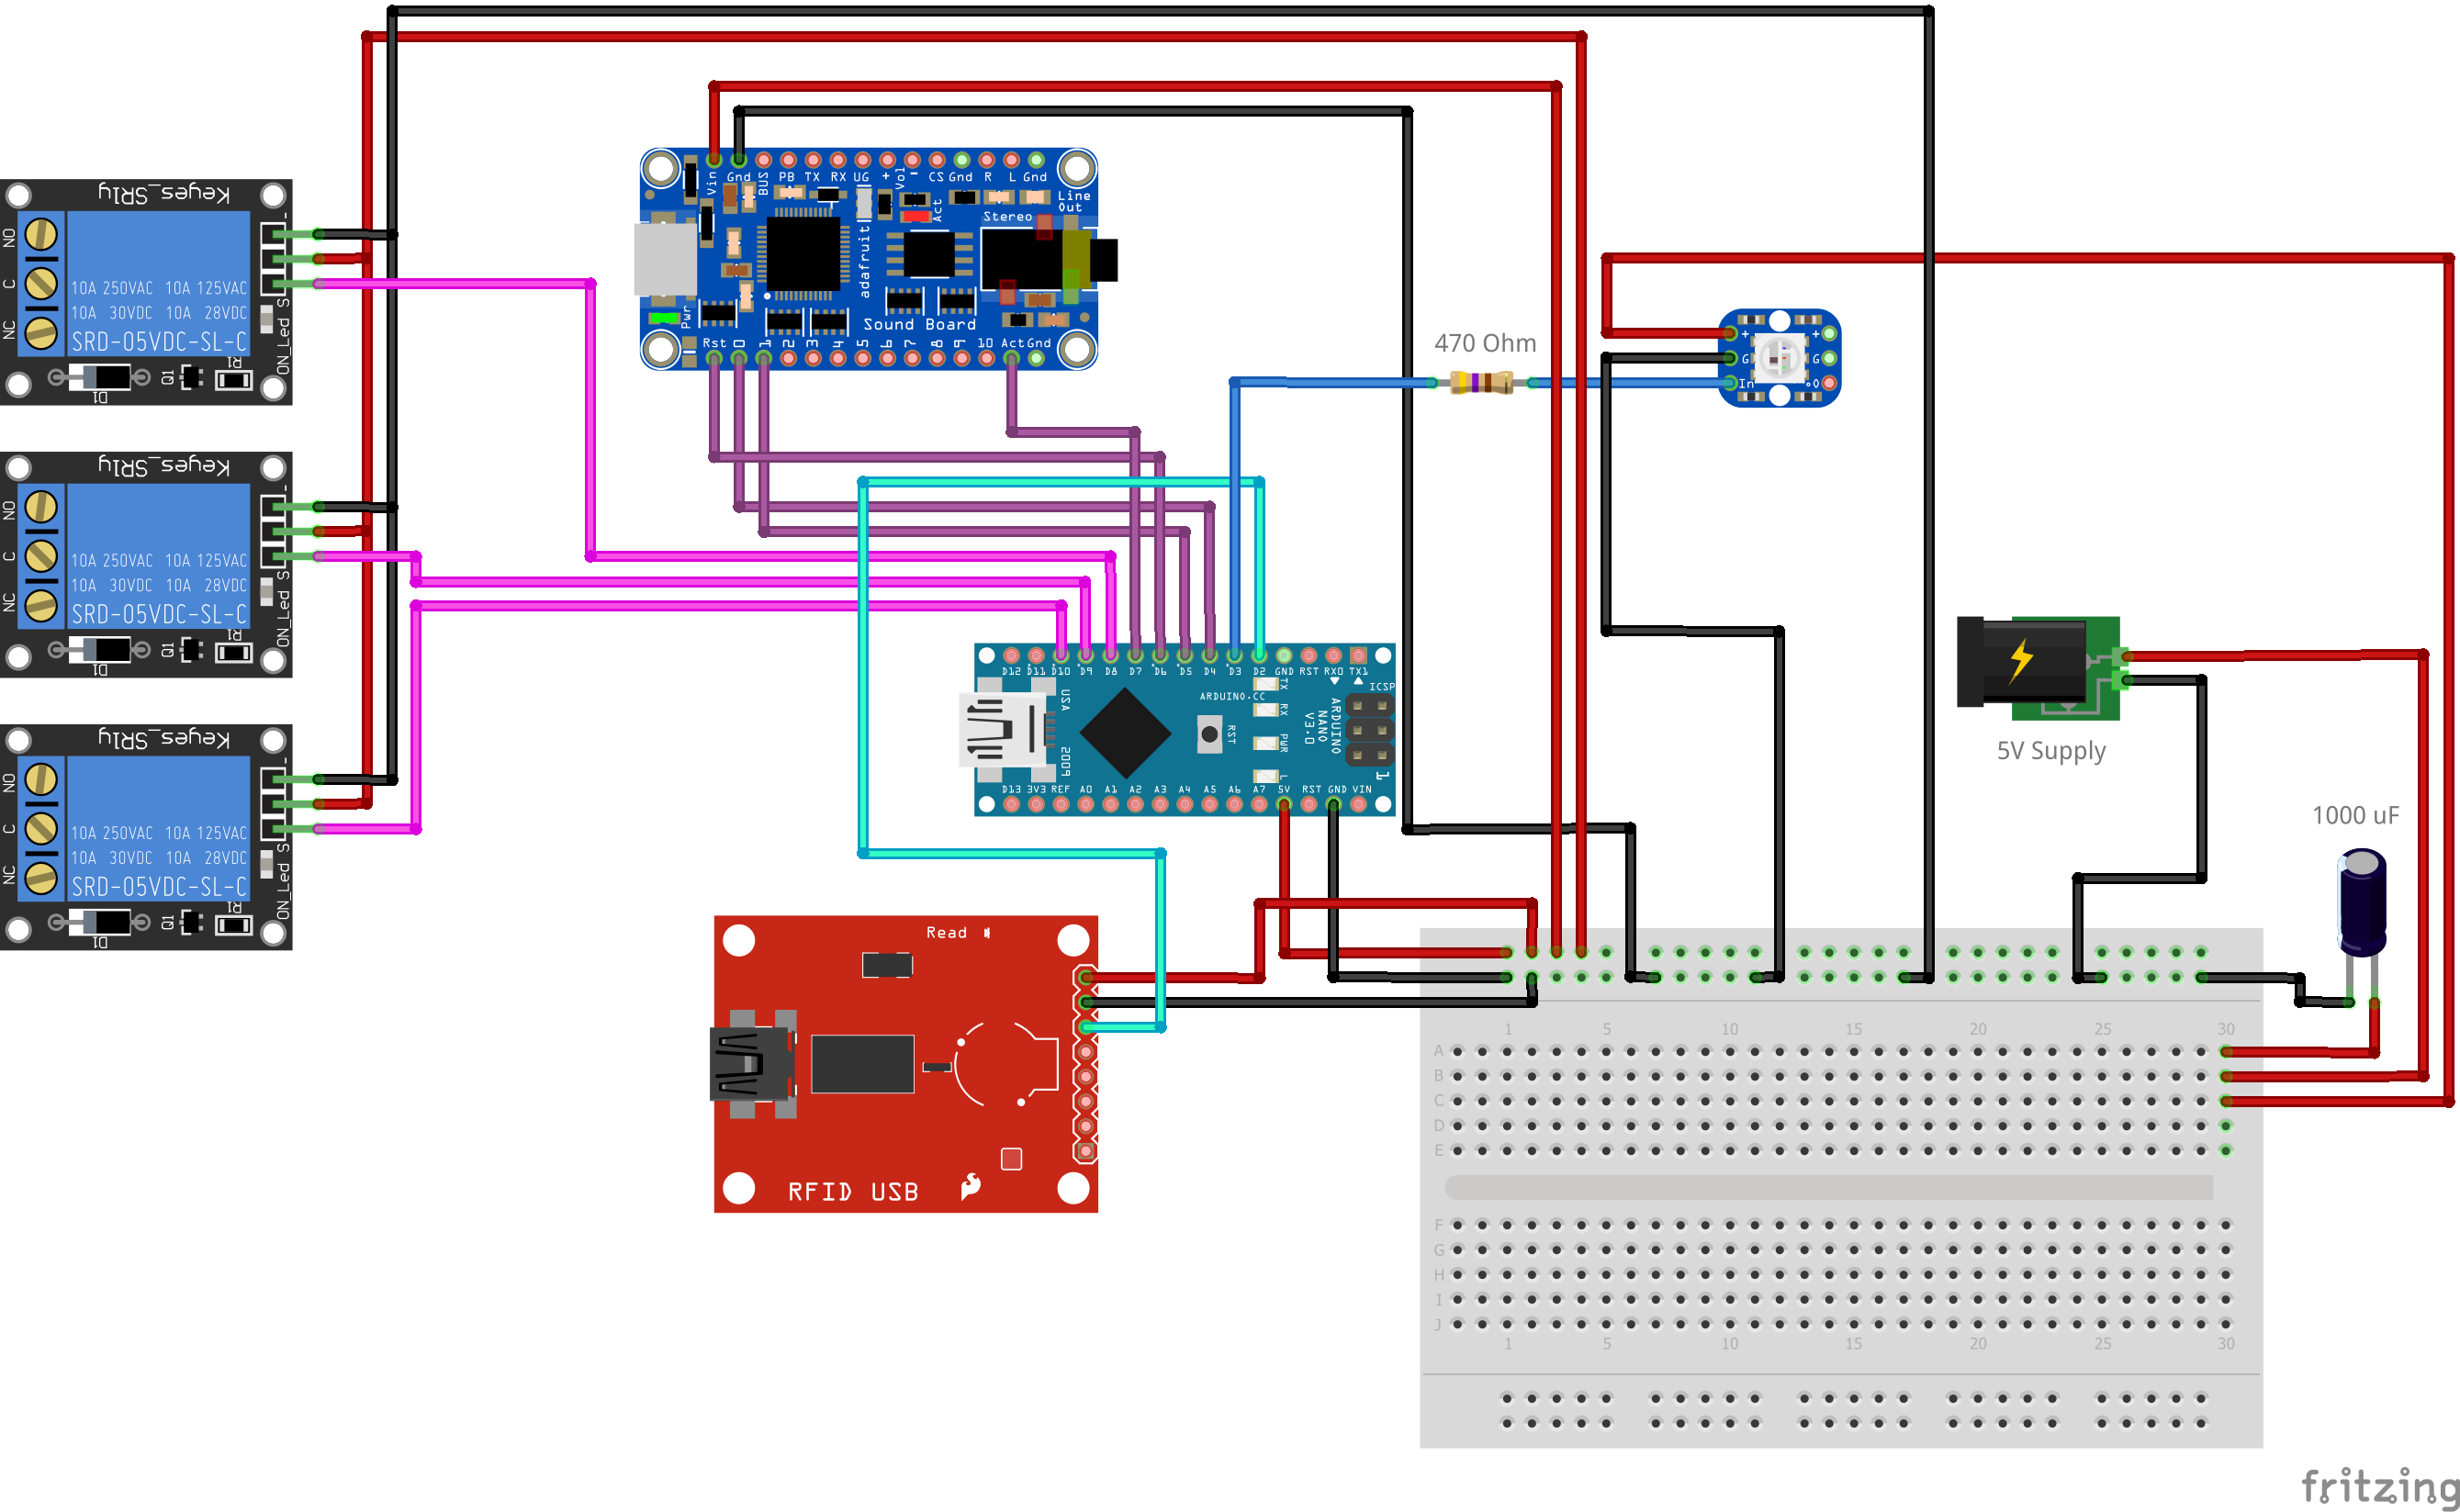 Keyes_SR1y
NO
C
NC
10A 250VAC 10A 125VAC
10A 30VDC 10A 28VDC
SRD-05VDC-SL-C
D1
Q1
R1
ON_Led
S
-
Keyes_SR1y
NO
C
NC
10A 250VAC 10A 125VAC
10A 30VDC 10A 28VDC
SRD-05VDC-SL-C
D1
Q1
R1
ON_Led
S
-
Keyes_SR1y
NO
C
NC
10A 250VAC 10A 125VAC
10A 30VDC 10A 28VDC
SRD-05VDC-SL-C
D1
Q1
R1
ON_Led
S
-
Vin Gnd BUS PB TX RX UG + Vol - CS Gnd R L Gnd
Line
Out
Act
Stereo
adafruit
Pwr
Sound Board
Rst 0 1 2 3 4 5 6 7 8 9 10 Act Gnd
470 Ohm
+ +
G G
In O
D12 D11 D10 D9 D8 D7 D6 D5 D4 D3 D2 GND RST RX0 TX1
ARDUINO.CC
ICSP
USA
TX
RX
PWR
L
RST
ARDUINO
NANO
V3.0
1
D13 3V3 REF A0 A1 A2 A3 A4 A5 A6 A7 5V RST GND VIN
5V Supply
1000 uF
Read
RFID USB
1 5 10 15 20 25 30
A
B
C
D
E
F
G
H
I
J
1 5 10 15 20 25 30
fritzing